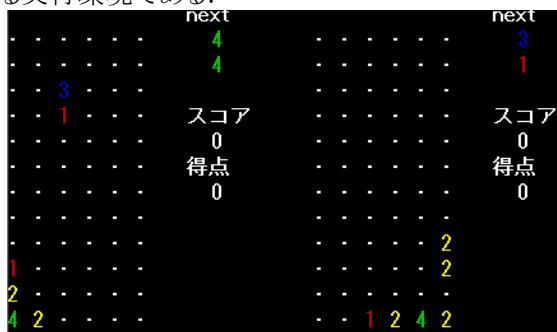 る実行環境である.
next next
- - - - - - 4 - - - - - - 3
- - - - - - 4 - - - - - - 1
- - 3 - - - - - - - - -
- - 1 - - - スコア - - - - - - スコア
- - - - - - 0 - - - - - - 0
- - - - - - 得点 - - - - - - 得点
- - - - - - 0 - - - - - - 0
- - - - - - - - - - - -
- - - - - - - - - - - 2
1 - - - - - - - - - - 2
2 - - - - - - - - - - -
4 2 - - - - - - 1 2 4 2